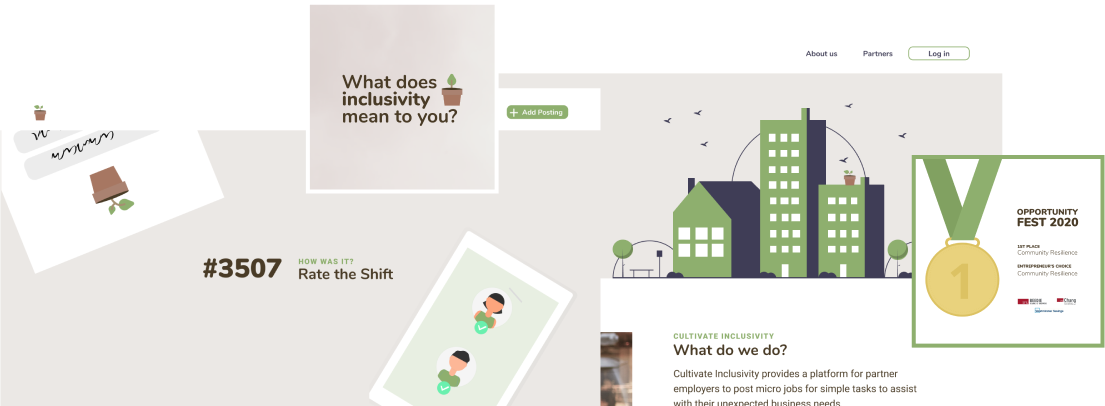 What does
inclusivity
mean to you?
Add Posting
About us
Partners
Log in
#3507
HOW WAS IT?
Rate the Shift
1
OPPORTUNITY
FEST 2020
1ST PLACE
Community Resilience
ENTREPRENEUR'S CHOICE
Community Resilience
CULTIVATE INCLUSIVITY
What do we do?
Cultivate Inclusivity provides a platform for partner
employers to post micro jobs for simple tasks to assist
with their unexpected business needs